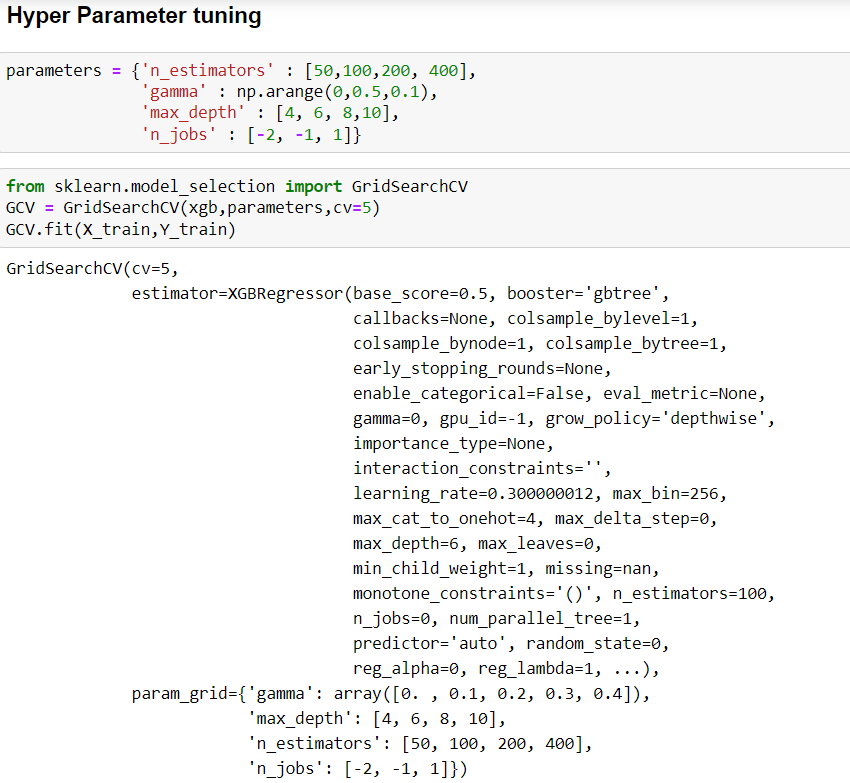 Hyper Parameter tuning
parameters = {'n_estimators' : [50,100,200, 400],
'gamma' : np.arange(0,0.5,0.1),
'max_depth' : [4, 6, 8,10],
'n_jobs' : [-2, -1, 1]}
from sklearn.model_selection import GridSearchCV
GCV = GridSearchCV(xgb,parameters,cv=5)
GCV.fit(X_train,Y_train)
GridSearchCV(cv=5,
estimator=XGBRegressor(base_score=0.5, booster='gbtree',
callbacks=None, colsample_bylevel=1,
colsample_bynode=1, colsample_bytree=1,
early_stopping_rounds=None,
enable_categorical=False, eval_metric=None,
gamma=0, gpu_id=-1, grow_policy='depthwise',
importance_type=None,
interaction_constraints='',
learning_rate=0.300000012, max_bin=256,
max_cat_to_onehot=4, max_delta_step=0,
max_depth=6, max_leaves=0,
min_child_weight=1, missing=nan,
monotone_constraints='()', n_estimators=100,
n_jobs=0, num_parallel_tree=1,
predictor='auto', random_state=0,
reg_alpha=0, reg_lambda=1, ...),
param_grid={'gamma': array([0. , 0.1, 0.2, 0.3, 0.4]),
'max_depth': [4, 6, 8, 10],
'n_estimators': [50, 100, 200, 400],
'n_jobs': [-2, -1, 1]})